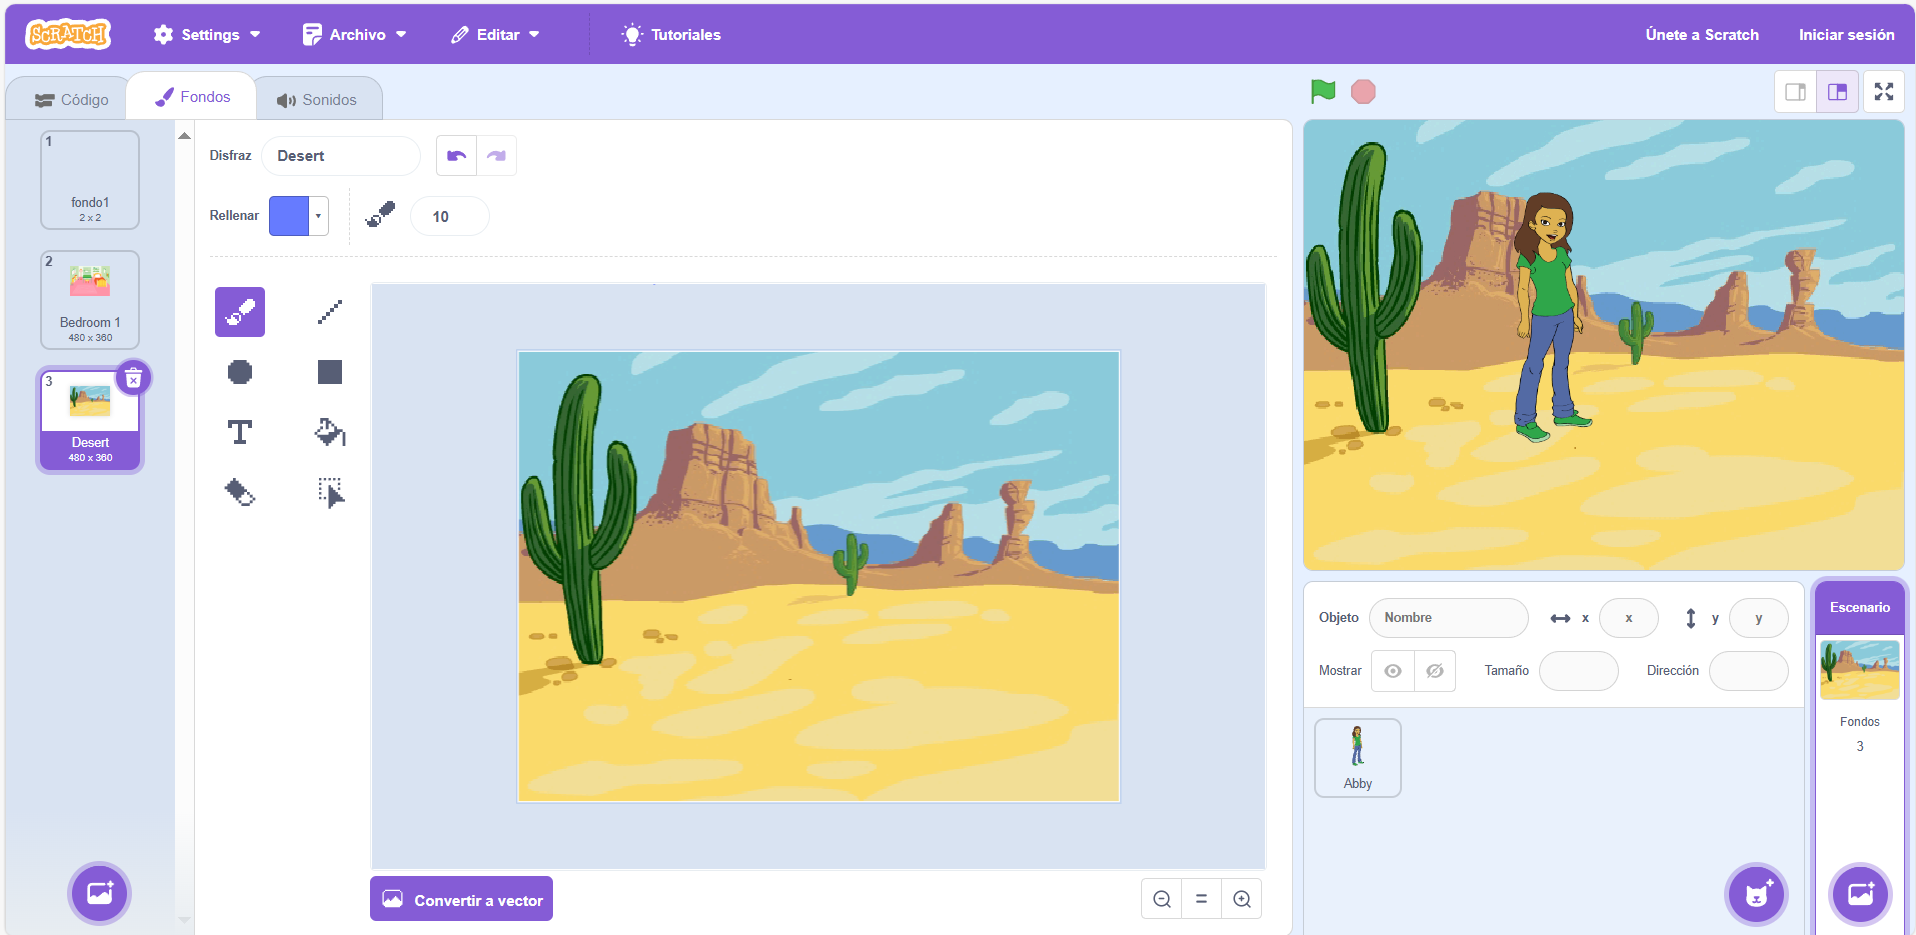 SCRATCH Settings Archivo Editar Tutoriales Únete a Scratch Iniciar sesión
Código Fondos Sonidos
1
fondo1
2 x 2
2
Bedroom 1
480 x 360
3
Desert
480 x 360
Disfraz Desert
Rellenar 10
T
Convertir a vector
Objeto Nombre x x y y
Mostrar Tamaño Dirección
Abby
Escenario
Fondos
3